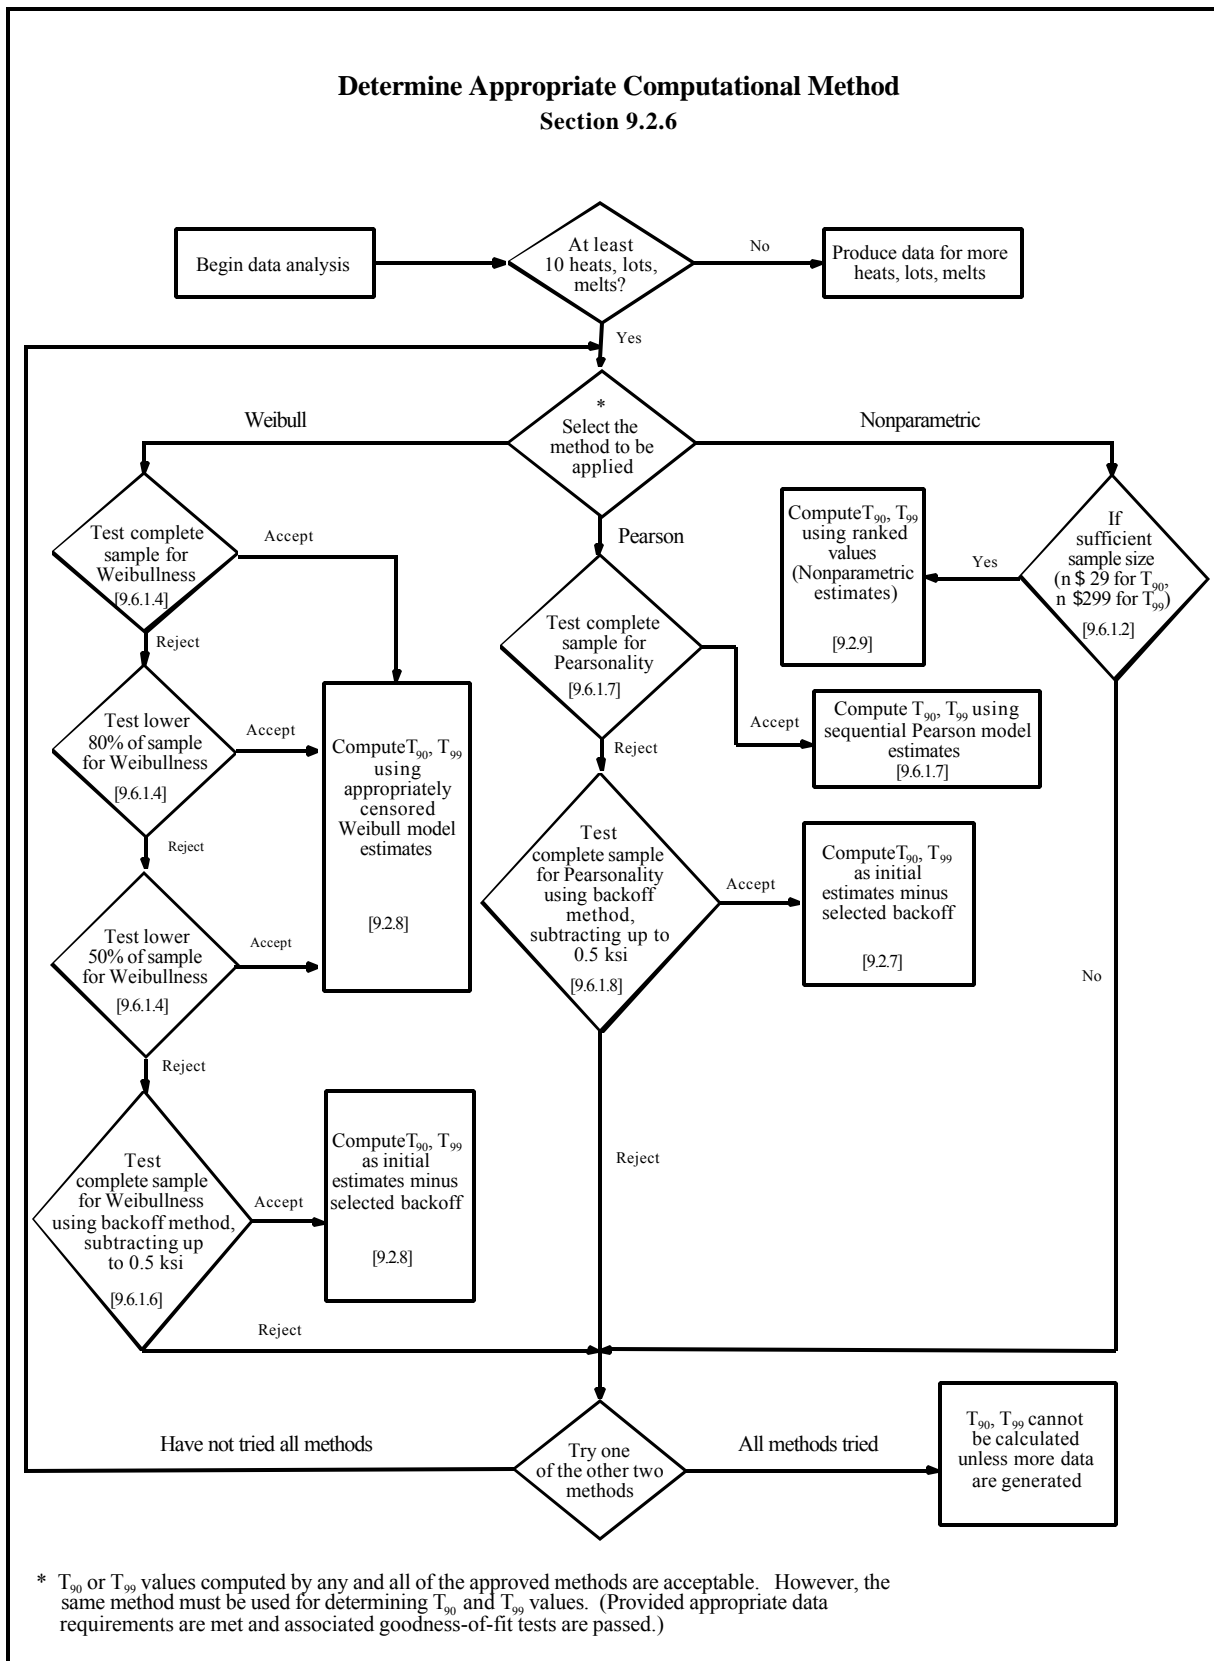 Determine Appropriate Computational Method
Section 9.2.6
Begin data analysis
At least
10 heats, lots,
melts?
No
Produce data for more
heats, lots, melts
Yes
Weibull
*
Select the
method to be
applied
Nonparametric
Pearson
Test complete
sample for
Weibullness
[9.6.1.4]
Accept
Reject
Test lower
80% of sample
for Weibullness
[9.6.1.4]
Accept
Reject
Test lower
50% of sample
for Weibullness
[9.6.1.4]
Accept
Reject
Compute T90, T99
using
appropriately
censored
Weibull model
estimates
[9.2.8]
Test
complete sample
for Weibullness
using backoff method,
subtracting up
to 0.5 ksi
[9.6.1.6]
Accept
Compute T90, T99
as initial
estimates minus
selected backoff
[9.2.8]
Reject
Test complete
sample for
Pearsonality
[9.6.1.7]
Accept
Compute T90, T99 using
sequential Pearson model
estimates
[9.6.1.7]
Reject
Test
complete sample
for Pearsonality
using backoff
method,
subtracting up to
0.5 ksi
[9.6.1.8]
Accept
Compute T90, T99
as initial
estimates minus
selected backoff
[9.2.7]
Reject
If
sufficient
sample size
(n $ 29 for T90,
n $299 for T99)
[9.6.1.2]
Yes
Compute T90, T99
using ranked
values
(Nonparametric
estimates)
[9.2.9]
No
Have not tried all methods
Try one
of the other two
methods
All methods tried
T90, T99 cannot
be calculated
unless more data
are generated
* T90 or T99 values computed by any and all of the approved methods are acceptable. However, the
same method must be used for determining T90 and T99 values. (Provided appropriate data
requirements are met and associated goodness-of-fit tests are passed.)